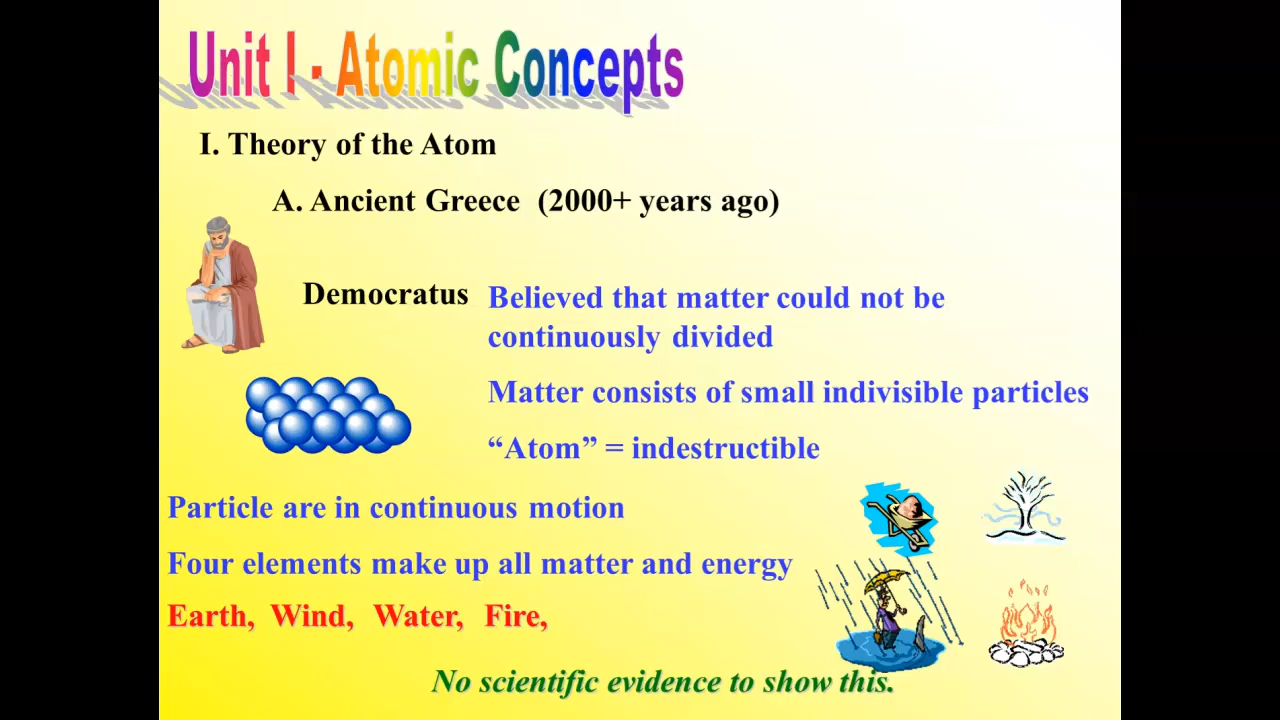 Unit I - Atomic Concepts
I. Theory of the Atom
A. Ancient Greece (2000+ years ago)
Democratus
Believed that matter could not be
continuously divided
Matter consists of small indivisible particles
“Atom” = indestructible
Particle are in continuous motion
Four elements make up all matter and energy
Earth, Wind, Water, Fire,
No scientific evidence to show this.